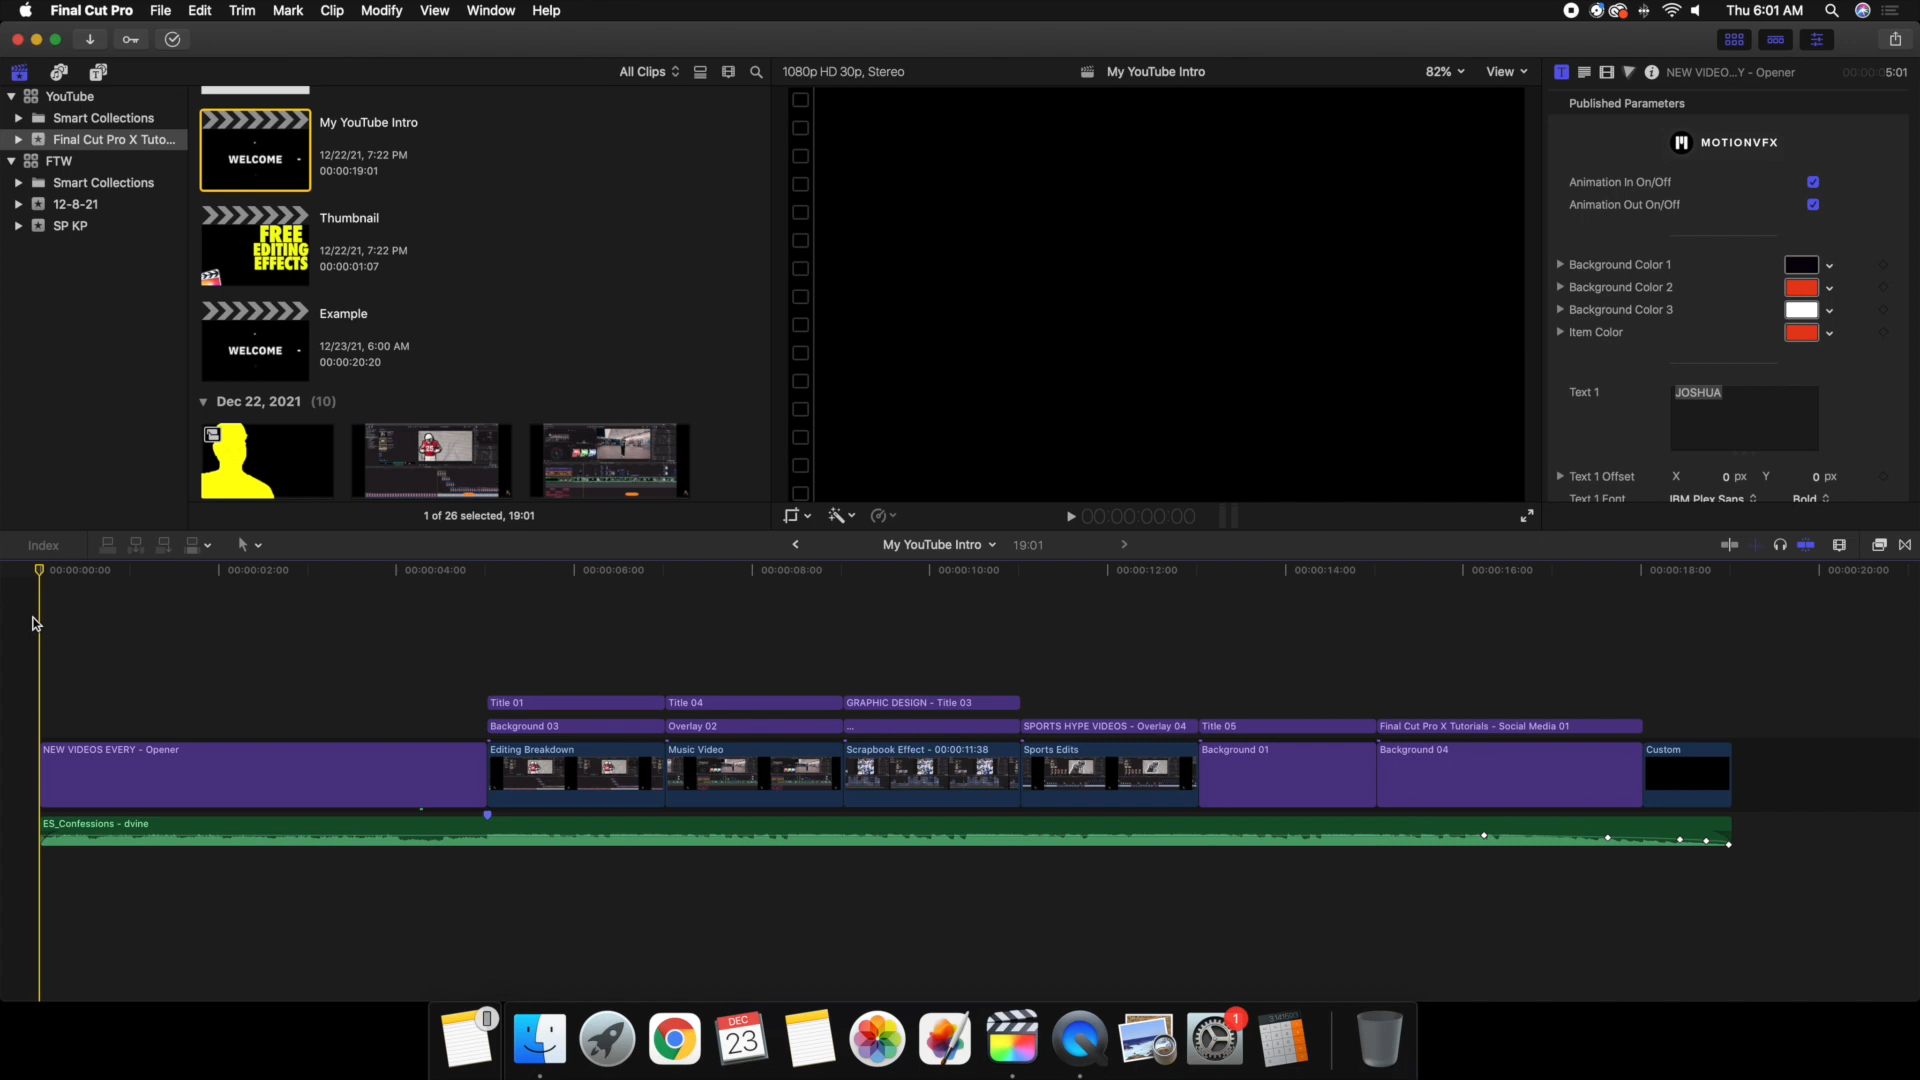 Final Cut Pro File Edit Trim Mark Clip Modify View Window Help
Thu 6:01 AM
All Clips
1080p HD 30p, Stereo
My YouTube Intro
82%
View
NEW VIDEO...Y - Opener
00:00:05:01
YouTube
Smart Collections
Final Cut Pro X Tuto...
FTW
Smart Collections
12-8-21
SP KP
WELCOME
My YouTube Intro
12/22/21, 7:22 PM
00:00:19:01
FREE
EDITING
EFFECTS
Thumbnail
12/22/21, 7:22 PM
00:00:01:07
WELCOME
Example
12/23/21, 6:00 AM
00:00:20:20
Dec 22, 2021 (10)
1 of 26 selected, 19:01
00:00:00:00
Published Parameters
MOTIONVFX
Animation In On/Off
Animation Out On/Off
Background Color 1
Background Color 2
Background Color 3
Item Color
Text 1 JOSHUA
Text 1 Offset X 0 px Y 0 px
Text 1 Font IBM Plex Sans Bold
Index
My YouTube Intro 19:01
00:00:00:00 00:00:02:00 00:00:04:00 00:00:06:00 00:00:08:00 00:00:10:00 00:00:12:00 00:00:14:00 00:00:16:00 00:00:18:00 00:00:20:00
Title 01 Title 04 GRAPHIC DESIGN - Title 03
Background 03 Overlay 02 ... SPORTS HYPE VIDEOS - Overlay 04 Title 05 Final Cut Pro X Tutorials - Social Media 01
NEW VIDEOS EVERY - Opener Editing Breakdown Music Video Scrapbook Effect - 00:00:11:38 Sports Edits Background 01 Background 04 Custom
ES_Confessions - dvine
DEC
23
1